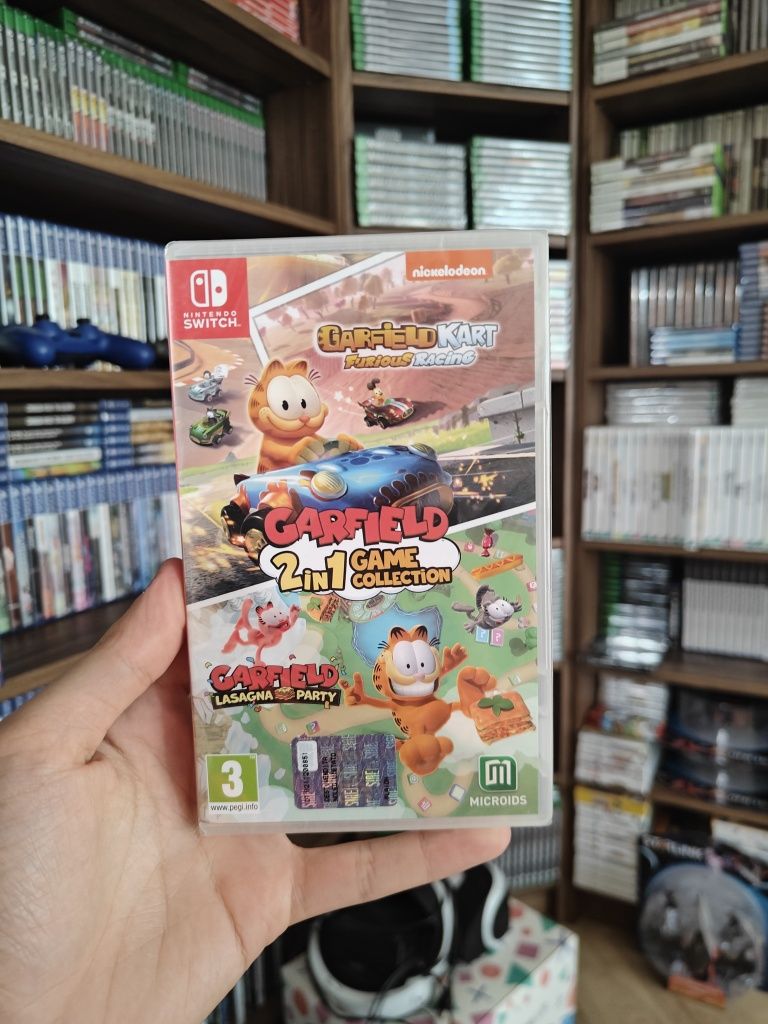 NINTENDO
SWITCH™
nickelodeon
GARFIELD KART
FURIOUS RACING
GARFIELD
2 in 1 GAME
COLLECTION
GARFIELD
LASAGNA PARTY
3
www.pegi.info
MICROIDS